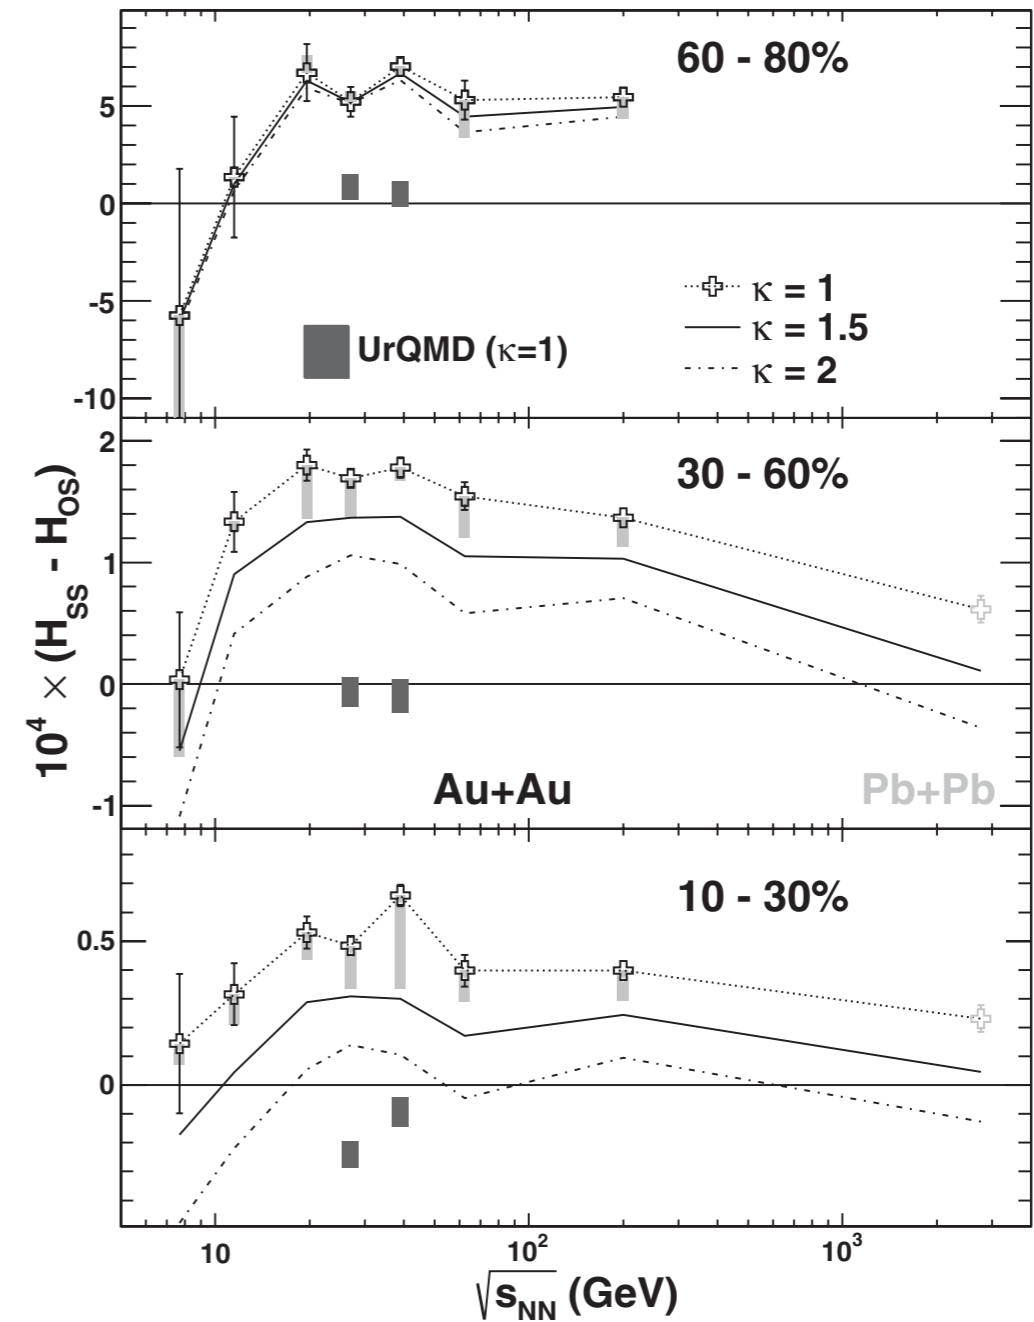 60 - 80%
5
0
-5
-10
κ = 1
κ = 1.5
κ = 2
UrQMD (κ=1)
10⁴ × (H_SS - H_OS)
30 - 60%
2
1
0
-1
Au+Au
Pb+Pb
10 - 30%
0.5
0
10
10²
10³
√s_NN (GeV)